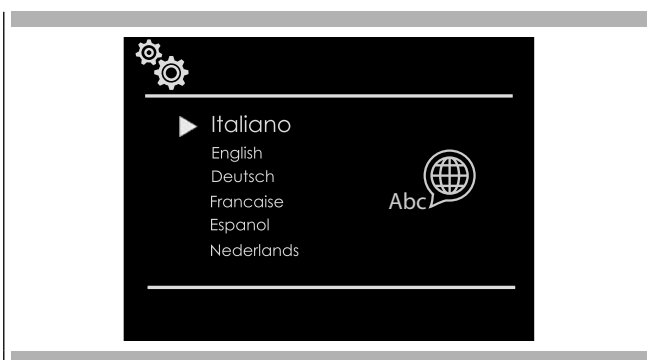 Italiano
English
Deutsch
Francaise
Abc
Espanol
Nederlands